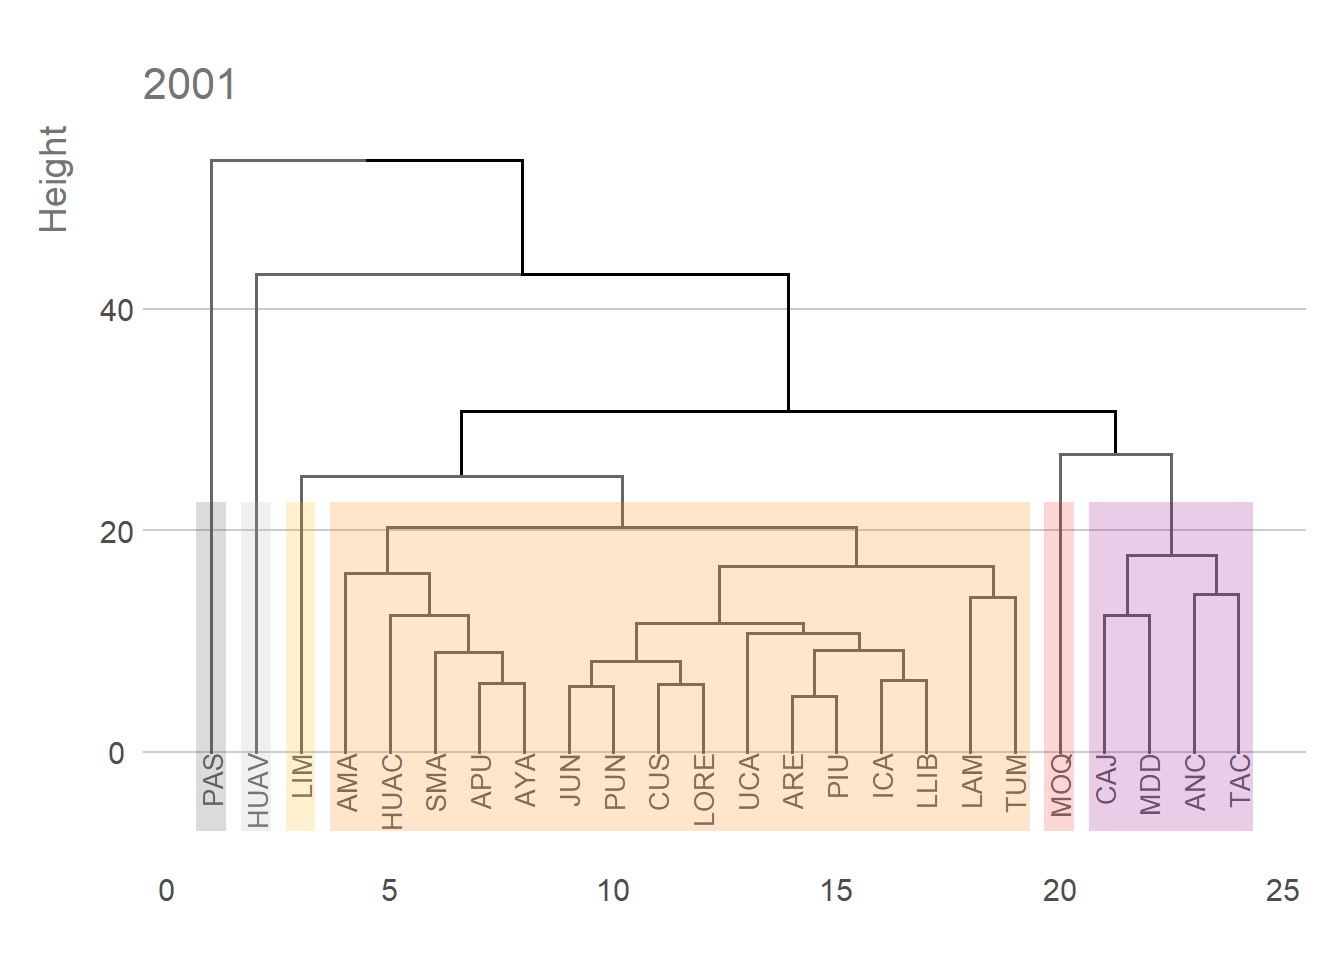 2001
Height
40
20
0
PAS
HUAV
LIM
AMA
HUAC
SMA
APU
AYA
JUN
PUN
CUS
LORE
UCA
ARE
PIU
ICA
LLIB
LAM
TUM
MOQ
CAJ
MDD
ANC
TAC
0 5 10 15 20 25